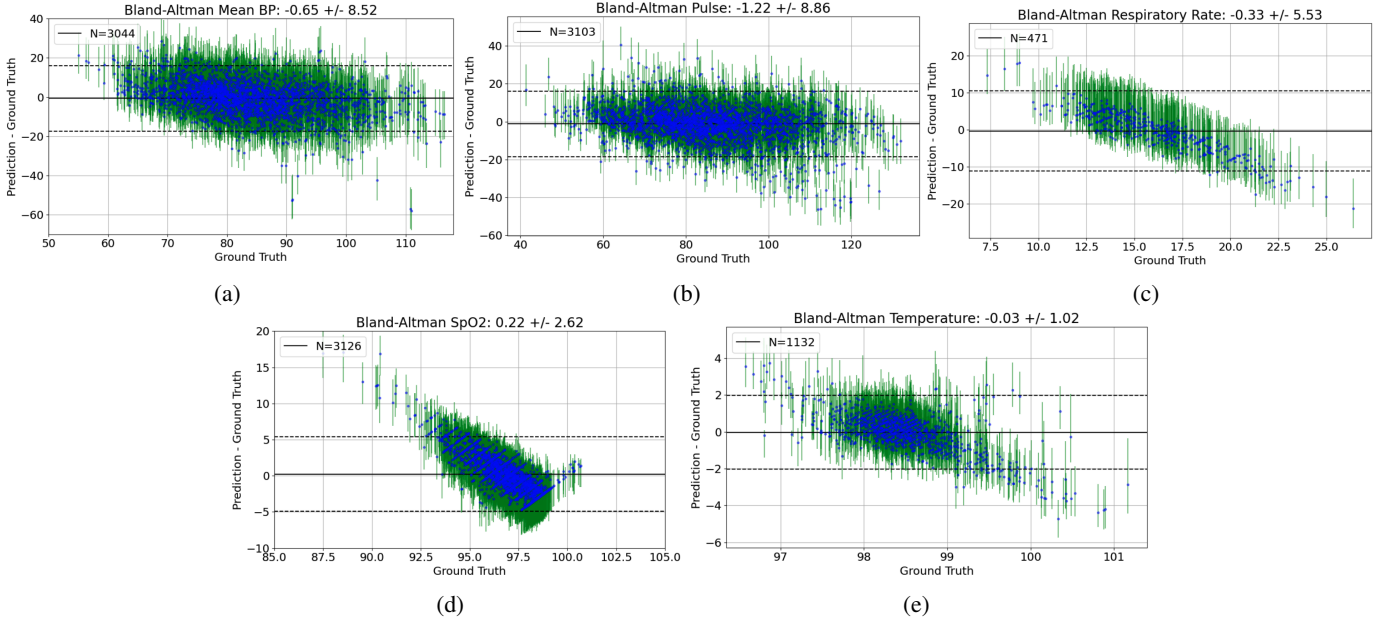 Bland-Altman Mean BP: -0.65 +/- 8.52
N=3044
Prediction - Ground Truth
40
20
0
−20
−40
−60
50 60 70 80 90 100 110
Ground Truth
(a)
Bland-Altman Pulse: -1.22 +/- 8.86
N=3103
Prediction - Ground Truth
60
40
20
0
−20
−40
−60
40 60 80 100 120
Ground Truth
(b)
Bland-Altman Respiratory Rate: -0.33 +/- 5.53
N=471
Prediction - Ground Truth
20
10
0
−10
−20
7.5 10.0 12.5 15.0 17.5 20.0 22.5 25.0
Ground Truth
(c)
Bland-Altman SpO2: 0.22 +/- 2.62
N=3126
Prediction - Ground Truth
20
15
10
5
0
−5
−10
85.0 87.5 90.0 92.5 95.0 97.5 100.0 102.5 105.0
Ground Truth
(d)
Bland-Altman Temperature: -0.03 +/- 1.02
N=1132
Prediction - Ground Truth
4
2
0
−2
−4
−6
97 98 99 100 101
Ground Truth
(e)